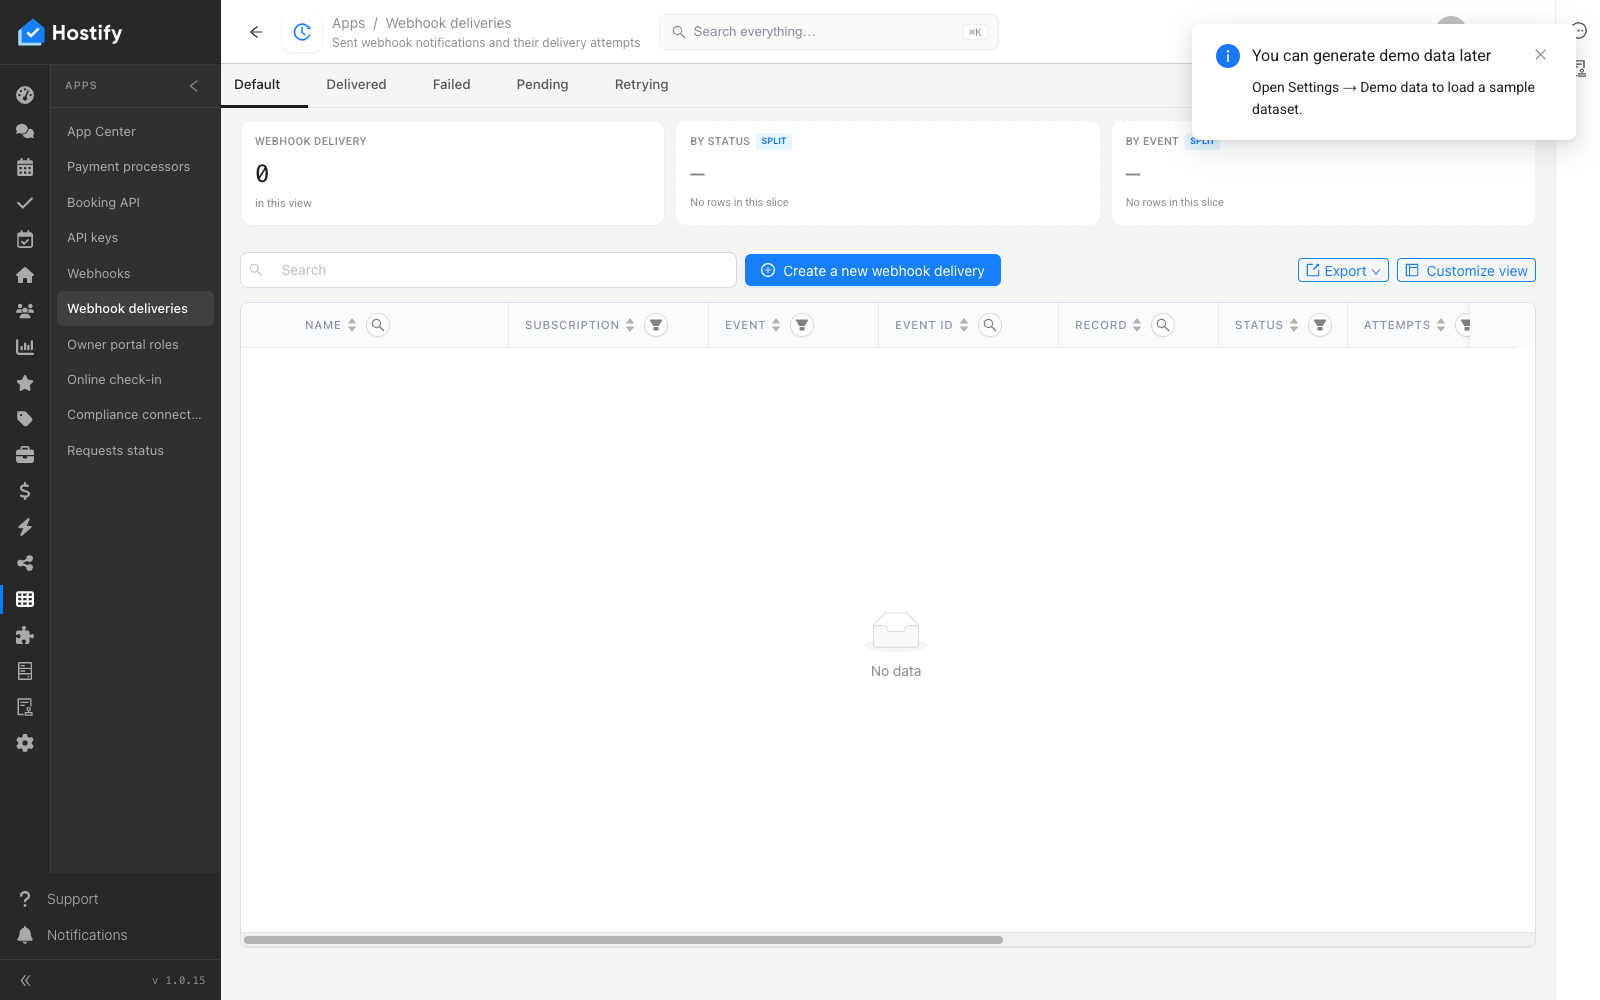 Hostify
Apps / Webhook deliveries
Sent webhook notifications and their delivery attempts
Search everything...
⌘K
You can generate demo data later
Open Settings → Demo data to load a sample
dataset.
APPS
App Center
Payment processors
Booking API
API keys
Webhooks
Webhook deliveries
Owner portal roles
Online check-in
Compliance connect...
Requests status
Support
Notifications
v 1.0.15
Default
Delivered
Failed
Pending
Retrying
WEBHOOK DELIVERY
0
in this view
BY STATUS SPLIT
—
No rows in this slice
BY EVENT SPLIT
—
No rows in this slice
Search
Create a new webhook delivery
Export
Customize view
NAME
SUBSCRIPTION
EVENT
EVENT ID
RECORD
STATUS
ATTEMPTS
No data